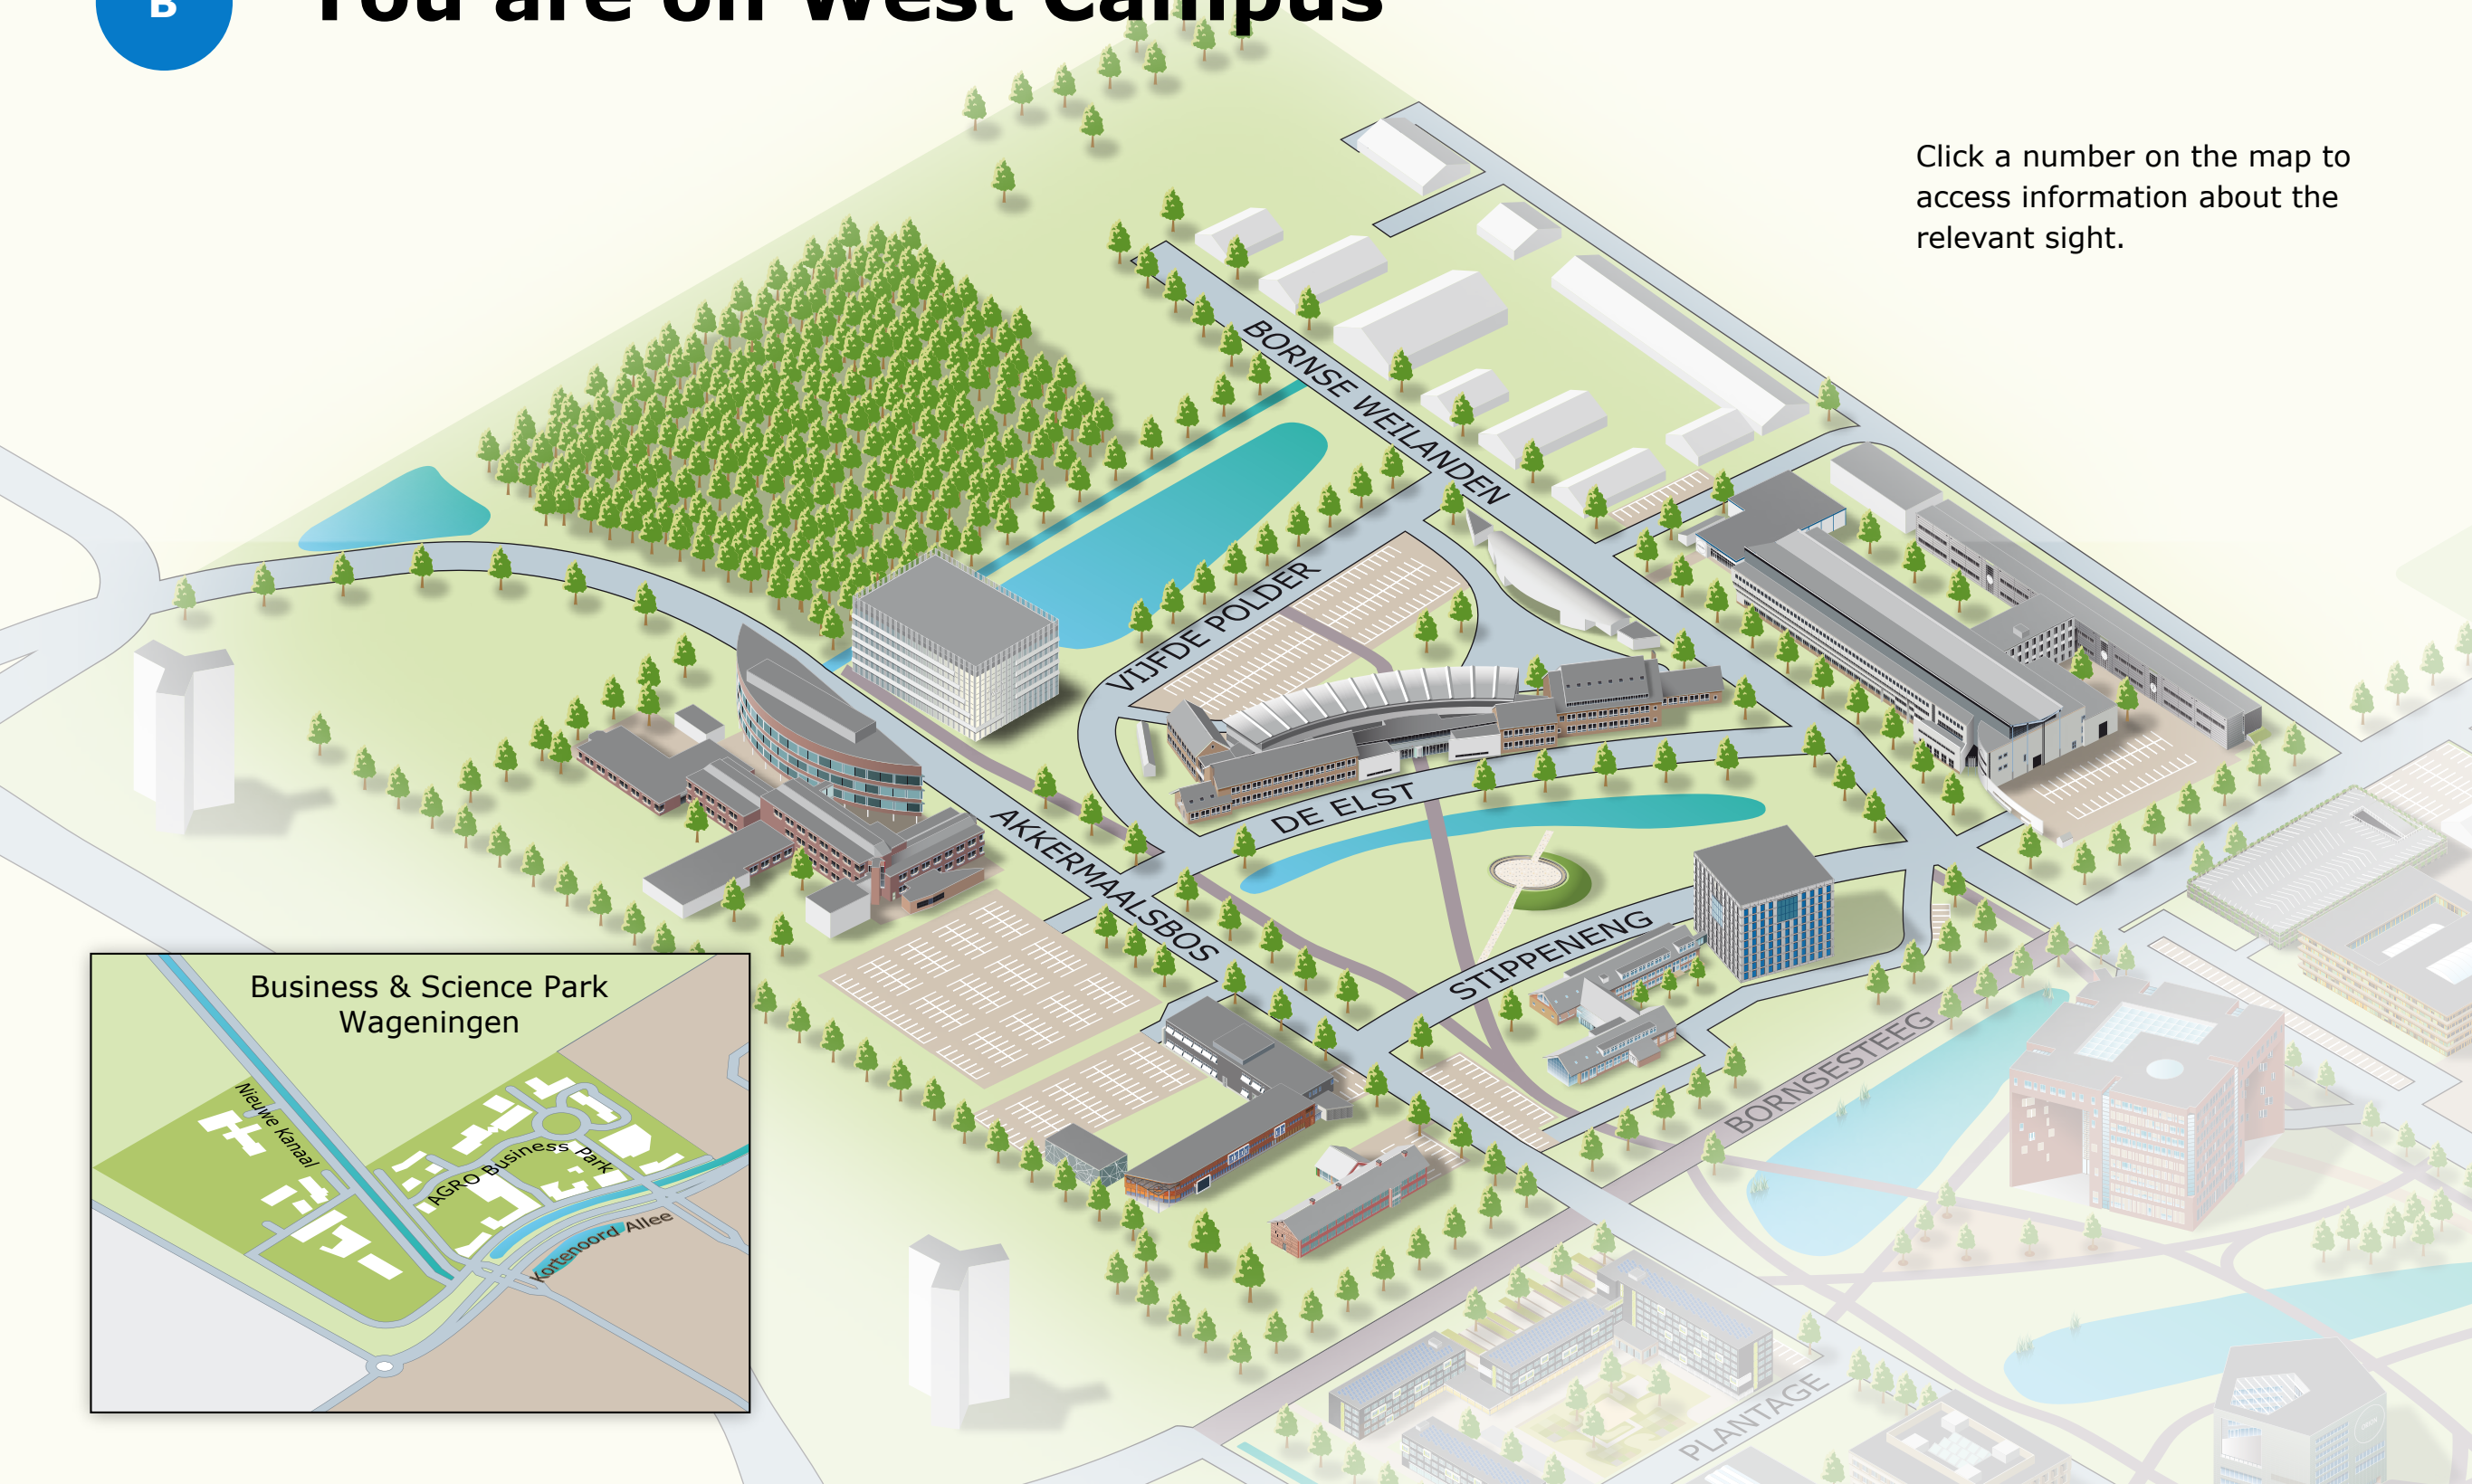 B
You are on West Campus
Click a number on the map to
access information about the
relevant sight.
BORNSE WEILANDEN
VIJFDE POLDER
DE ELST
AKKERMAALSBOS
STIPPENENG
BORNSESTEEG
PLANTAGE
Business & Science Park
Wageningen
Nieuwe Kanaal
AGRO Business Park
Kortenoord Allee